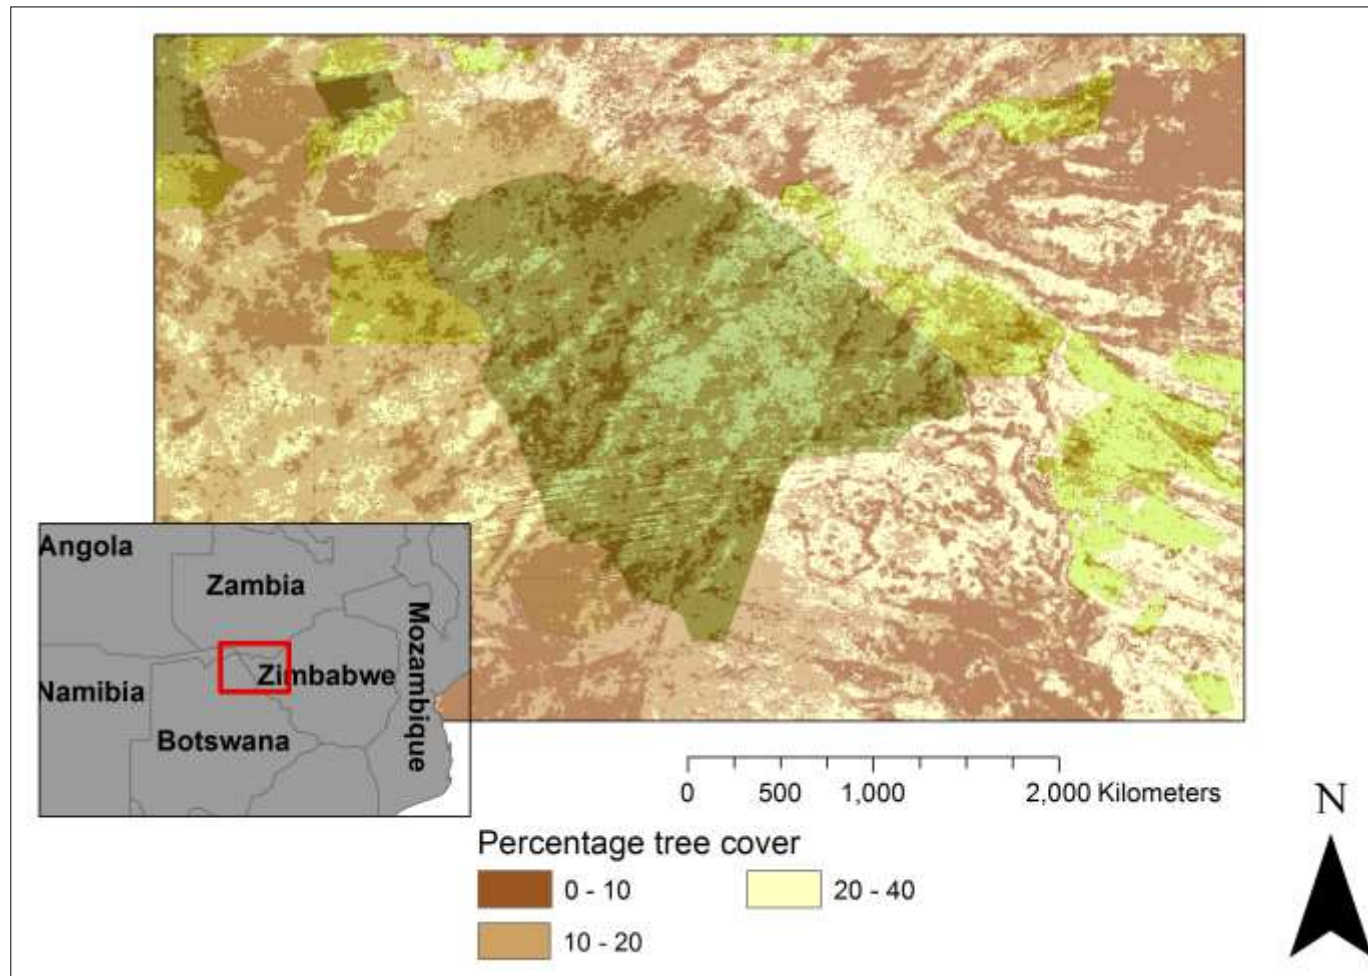 Angola
Zambia
Mozambique
Zimbabwe
Namibia
Botswana
0 500 1,000 2,000 Kilometers
N
Percentage tree cover
0 - 10
20 - 40
10 - 20